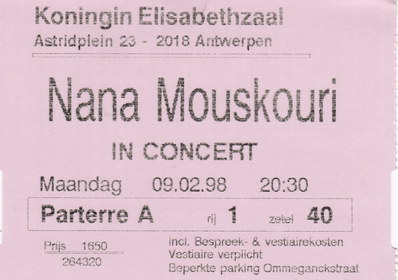 Koningin Elisabethzaal
Astridplein 23 - 2018 Antwerpen
Nana Mouskouri
IN CONCERT
Maandag 09.02.98 20:30
Parterre A rij 1 zetel 40
Prijs 1650 incl. Bespreek- & vestiairekosten
264320 Vestiaire verplicht
Beperkte parking Ommeganckstraat